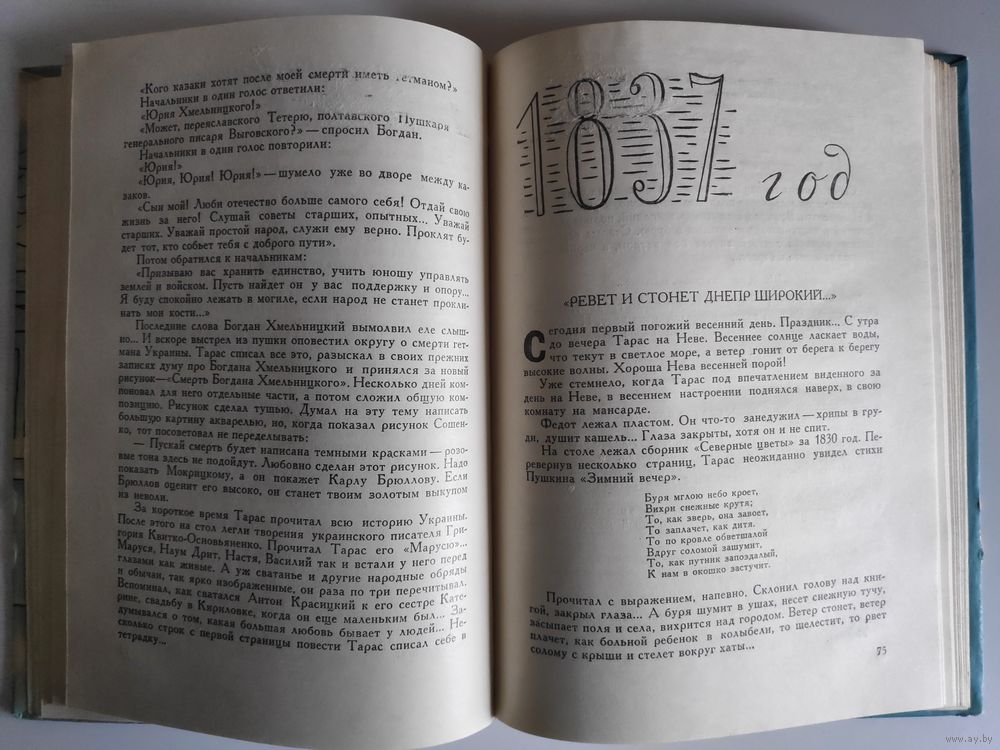 «Кого казаки хотят после моей смерти иметь гетманом?»
Начальники в один голос ответили:
«Юрия Хмельницкого!»
«Может, переяславского Тетерю, полтавского Пушкаря
генерального писаря Выговского?» — спросил Богдан.
Начальники в один голос повторили:
«Юрия!»
«Юрия, Юрия! Юрия!» — шумело уже во дворе между ка-
заков.
«Сын мой! Люби отечество больше самого себя! Отдай свою
жизнь за него! Слушай советы старших, опытных... Уважай
старших. Уважай простой народ, служи ему верно. Проклят бу-
дет тот, кто собьет тебя с доброго пути».
Потом обратился к начальникам:
«Призываю вас хранить единство, учить юношу управлять
землей и войском. Пусть найдет он у вас поддержку и опору...
Я буду спокойно лежать в могиле, если народ не станет прокли-
нать мои кости...»
Последние слова Богдан Хмельницкий вымолвил еле слыш-
но... И вскоре выстрел из пушки оповестил округу о смерти гет-
мана Украины. Тарас списал все это, разыскал в своих прежних
записях думу про Богдана Хмельницкого и принялся за новый
рисунок—«Смерть Богдана Хмельницкого». Несколько дней ком-
поновал для него отдельные части, а потом сложил общую ком-
позицию. Рисунок сделал тушью. Думал на эту тему написать
большую картину акварелью, но, когда показал рисунок Сошен-
ко, тот посоветовал не переделывать:
— Пускай смерть будет написана темными красками — розо-
вые тона здесь не подойдут. Любовно сделан этот рисунок. Надо
показать Мокрицкому, а он покажет Карлу Брюллову. Если
Брюллов оценит его высоко, он станет твоим золотым выкупом
из неволи.
За короткое время Тарас прочитал всю историю Украины.
После этого на стол легли творения украинского писателя Гри-
гория Квитко-Основьяненко. Прочитал Тарас его «Марусю»...
Маруся, Наум Дрит, Настя, Василий так и встали у него перед
глазами как живые. А уж сватанье и другие народные обряды
и обычаи, так ярко изображенные, он раза по три перечитывал.
Вспоминал, как сватался Антон Красицкий к его сестре Кате-
рине, свадьбу в Кириловке, когда он еще маленьким был... За-
думывался о том, какая большая любовь бывает у людей... Не-
сколько строк с первой страницы повести Тарас списал себе в
тетрадку...
1837
год
«РЕВЕТ И СТОНЕТ ДНЕПР ШИРОКИЙ...»
Сегодня первый погожий весенний день. Праздник... С утра
до вечера Тарас на Неве. Весеннее солнце ласкает воды,
что текут в светлое море, а ветер гонит от берега к берегу
высокие волны. Хороша Нева весенней порой!
Уже стемнело, когда Тарас под впечатлением виденного за
день на Неве, в весеннем настроении поднялся наверх, в свою
комнату на мансарде.
Федот лежал пластом. Он что-то занедужил — хрипы в гру-
ди, душит кашель... Глаза закрыты, хотя он и не спит.
На столе лежал сборник «Северные цветы» за 1830 год. Пе-
ревернув несколько страниц, Тарас неожиданно увидел стихи
Пушкина «Зимний вечер».
Буря мглою небо кроет,
Вихри снежные крутя;
То, как зверь, она завоет,
То заплачет, как дитя.
То по кровле обветшалой
Вдруг соломой зашумит,
То, как путник запоздалый,
К нам в окошко застучит.
Прочитал с выражением, напевно. Склонил голову над кни-
гой, закрыл глаза... А буря шумит в ушах, несет снежную тучу,
засыпает поля и села, вихрится над городом. Ветер стонет, ветер
плачет, как больной ребенок в колыбели, то шелестит, то рвет
солому с крыши и стелет вокруг хаты...
75
www.ay.by